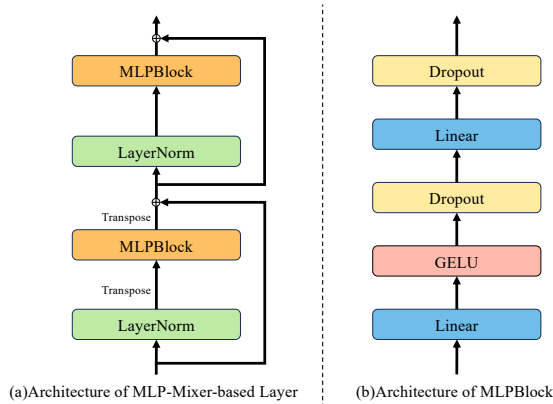 MLPBlock
LayerNorm
Transpose
MLPBlock
Transpose
LayerNorm
(a)Architecture of MLP-Mixer-based Layer
Dropout
Linear
Dropout
GELU
Linear
(b)Architecture of MLPBlock